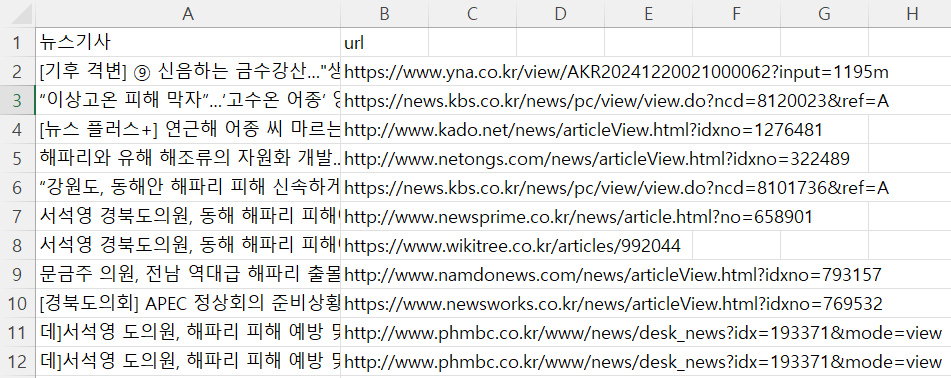 A B C D E F G H
1 뉴스기사 url
2 [기후 격변] ⑨ 신음하는 금수강산..."생 https://www.yna.co.kr/view/AKR20241220021000062?input=1195m
3 “이상고온 피해 막자”…‘고수온 어종’ https://news.kbs.co.kr/news/pc/view/view.do?ncd=8120023&ref=A
4 [뉴스 플러스+] 연근해 어종 씨 마르는 http://www.kado.net/news/articleView.html?idxno=1276481
5 해파리와 유해 해조류의 자원화 개발... http://www.netongs.com/news/articleView.html?idxno=322489
6 “강원도, 동해안 해파리 피해 신속하게 https://news.kbs.co.kr/news/pc/view/view.do?ncd=8101736&ref=A
7 서석영 경북도의원, 동해 해파리 피해 http://www.newsprime.co.kr/news/article.html?no=658901
8 서석영 경북도의원, 동해 해파리 피해 https://www.wikitree.co.kr/articles/992044
9 문금주 의원, 전남 역대급 해파리 출몰 http://www.namdonews.com/news/articleView.html?idxno=793157
10 [경북도의회] APEC 정상회의 준비상황 https://www.newsworks.co.kr/news/articleView.html?idxno=769532
11 데]서석영 도의원, 해파리 피해 예방 및 http://www.phmbc.co.kr/www/news/desk_news?idx=193371&mode=view
12 데]서석영 도의원, 해파리 피해 예방 및 http://www.phmbc.co.kr/www/news/desk_news?idx=193371&mode=view